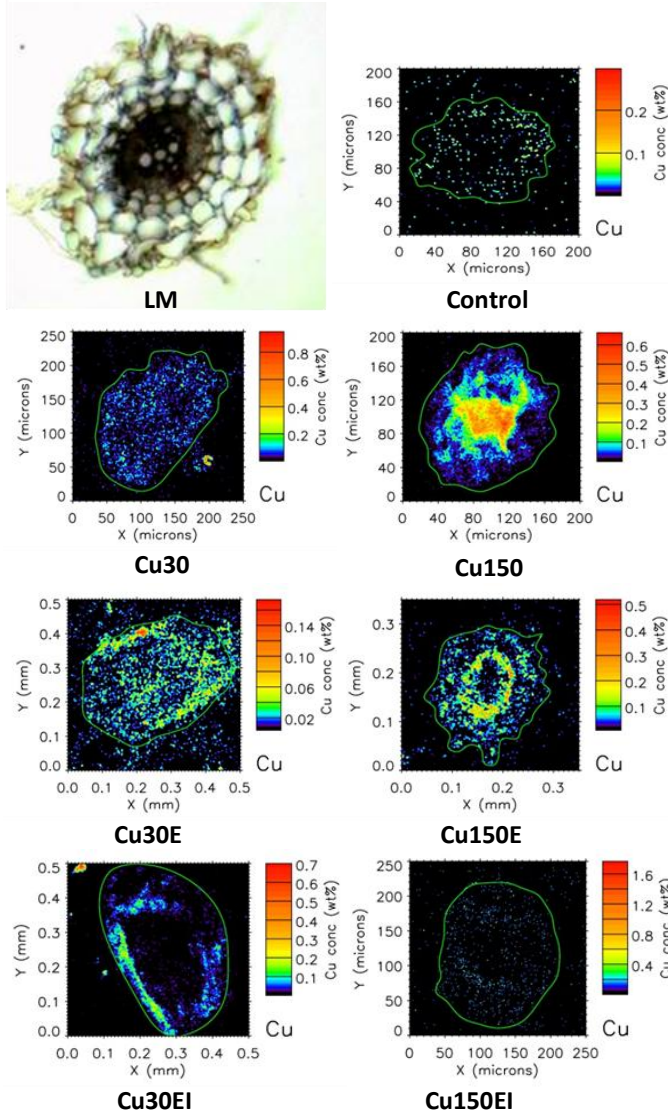 LM
200
160
120
80
40
0
Y (microns)
0 40 80 120 160 200
X (microns)
0.2
0.1
Cu conc (wt%)
Cu
Control
250
200
150
100
50
0
Y (microns)
0 50 100 150 200 250
X (microns)
0.8
0.6
0.4
0.2
Cu conc (wt%)
Cu
Cu30
200
160
120
80
40
0
Y (microns)
0 40 80 120 160 200
X (microns)
0.6
0.5
0.4
0.3
0.2
0.1
Cu conc (wt%)
Cu
Cu150
0.5
0.4
0.3
0.2
0.1
0.0
Y (mm)
0.0 0.1 0.2 0.3 0.4 0.5
X (mm)
0.14
0.10
0.06
0.02
Cu conc (wt%)
Cu
Cu30E
0.3
0.2
0.1
0.0
Y (mm)
0.0 0.1 0.2 0.3
X (mm)
0.5
0.4
0.3
0.2
0.1
Cu conc (wt%)
Cu
Cu150E
0.5
0.4
0.3
0.2
0.1
0.0
Y (mm)
0.0 0.1 0.2 0.3 0.4 0.5
X (mm)
0.7
0.6
0.5
0.4
0.3
0.2
0.1
Cu conc (wt%)
Cu
Cu30EI
250
200
150
100
50
0
Y (microns)
0 50 100 150 200 250
X (microns)
1.6
1.2
0.8
0.4
Cu conc (wt%)
Cu
Cu150EI